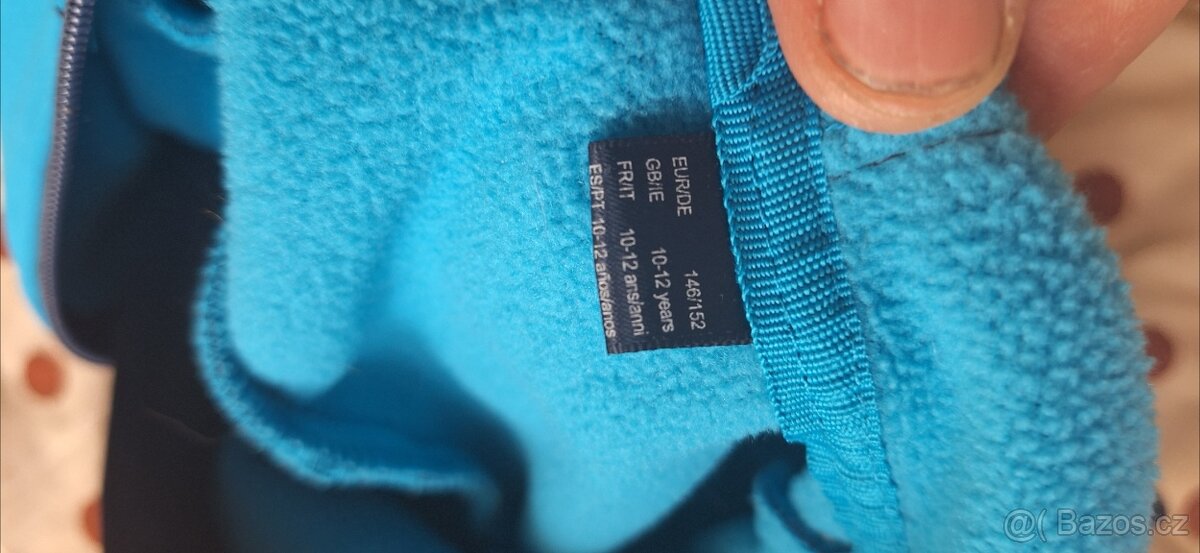 EUR/DE 146/152
GB/IE 10-12 years
FR/IT 10-12 ans/anni
ES/PT 10-12 años/anos
@( Bazos.cz